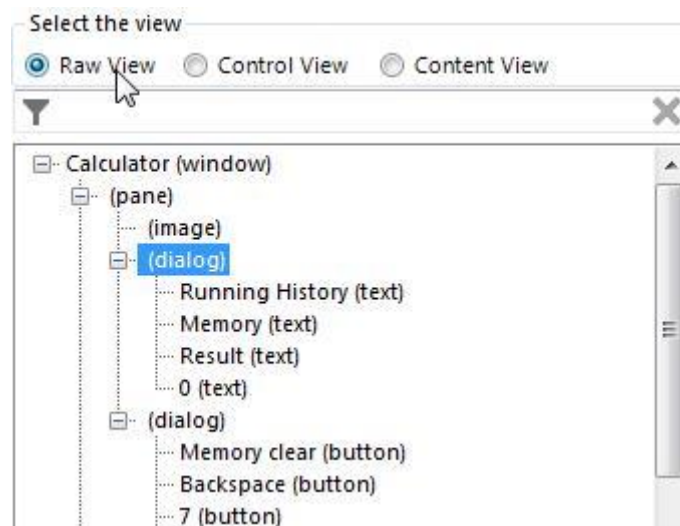 Select the view
Raw View Control View Content View
Calculator (window)
(pane)
(image)
(dialog)
Running History (text)
Memory (text)
Result (text)
0 (text)
(dialog)
Memory clear (button)
Backspace (button)
7 (button)